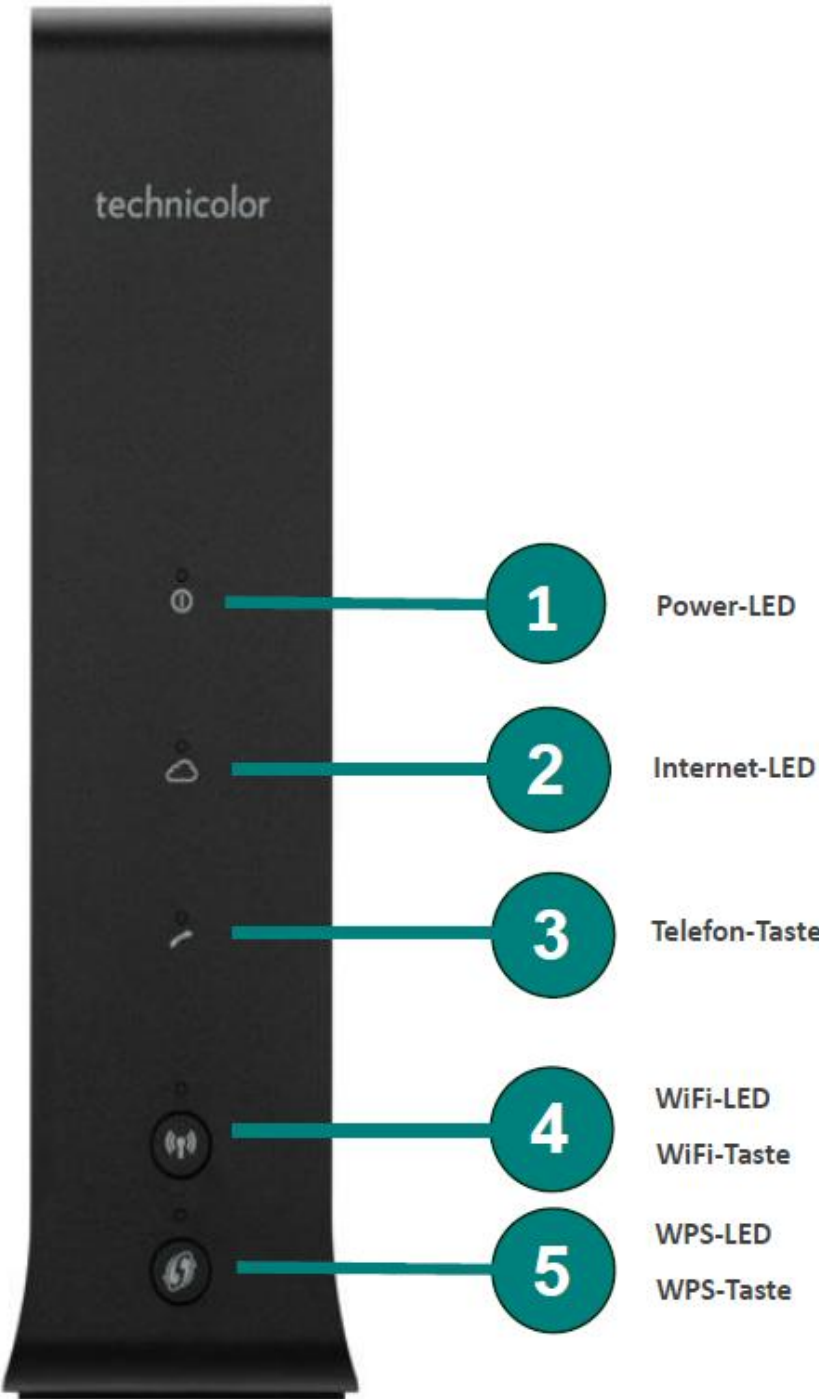 technicolor
1
Power-LED
2
Internet-LED
3
Telefon-Taste
4
WiFi-LED
WiFi-Taste
5
WPS-LED
WPS-Taste